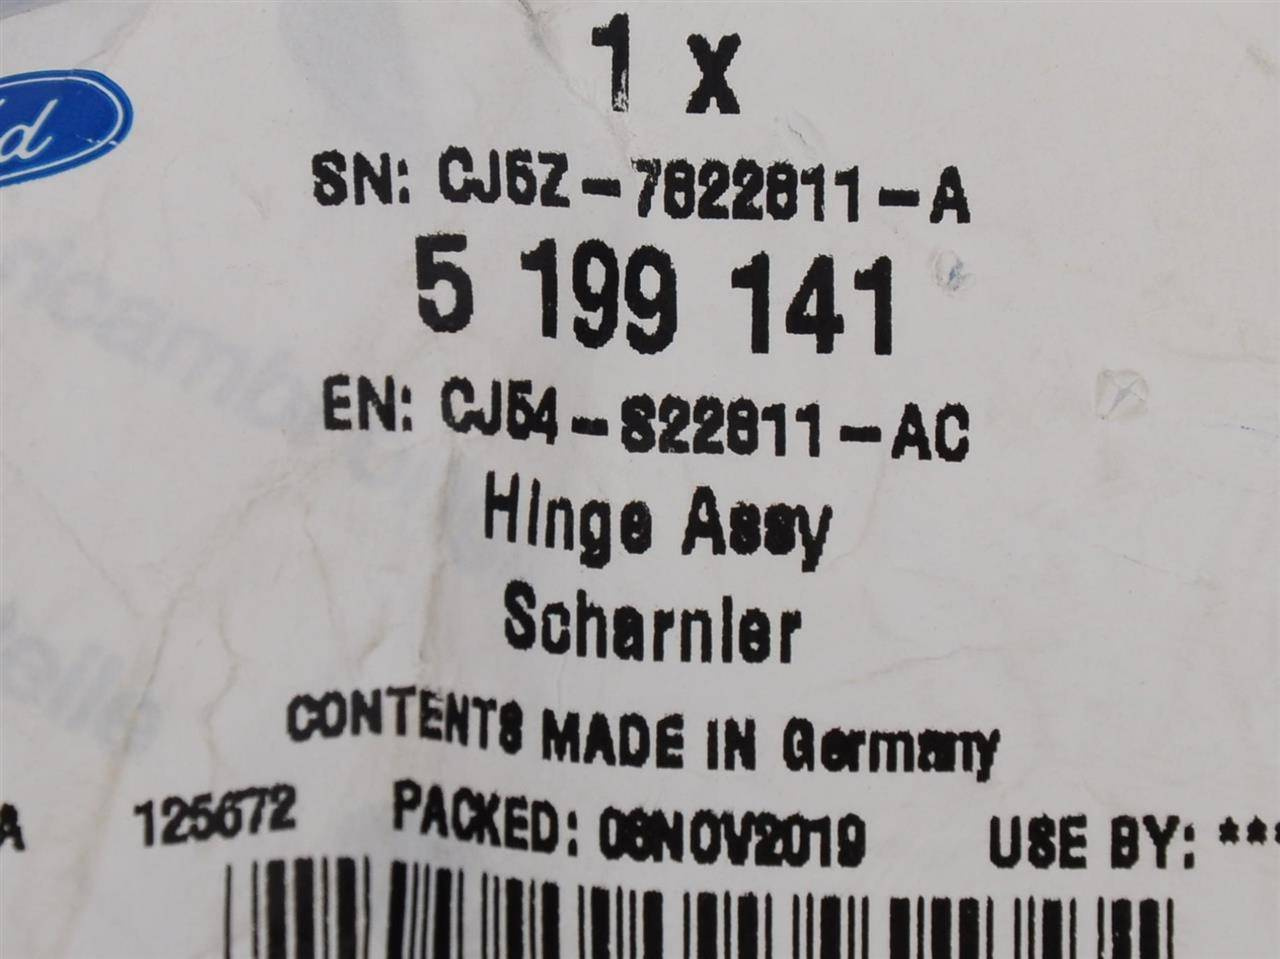 1 x
SN: CJ5Z-7822811-A
5 199 141
EN: CJ54-S22811-AC
Hinge Assy
Scharnier
CONTENTS MADE IN Germany
A 125672 PACKED: 06NOV2019 USE BY: ***